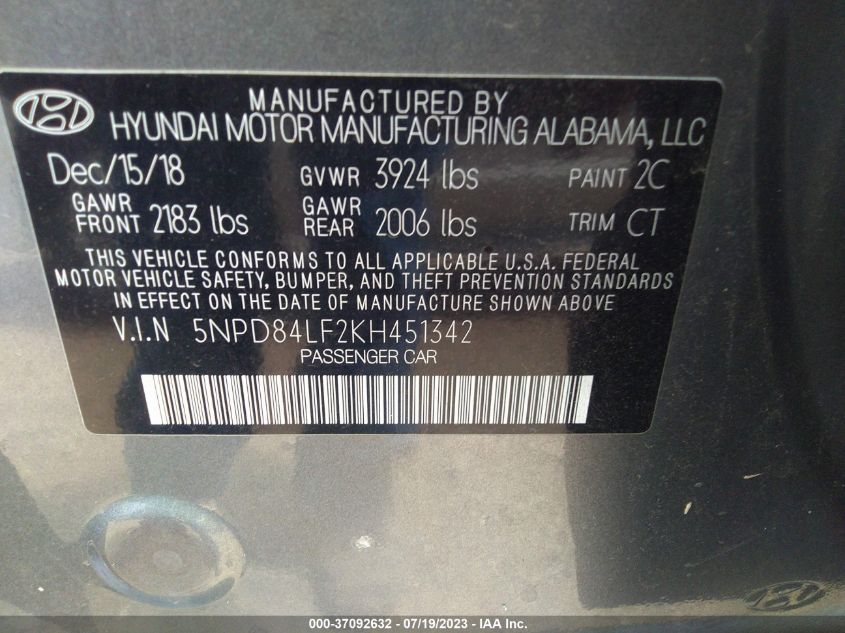 MANUFACTURED BY
HYUNDAI MOTOR MANUFACTURING ALABAMA, LLC
Dec/15/18 GVWR 3924 lbs PAINT 2C
GAWR FRONT 2183 lbs GAWR REAR 2006 lbs TRIM CT
THIS VEHICLE CONFORMS TO ALL APPLICABLE U.S.A. FEDERAL
MOTOR VEHICLE SAFETY, BUMPER, AND THEFT PREVENTION STANDARDS
IN EFFECT ON THE DATE OF MANUFACTURE SHOWN ABOVE
V.I.N 5NPD84LF2KH451342
PASSENGER CAR
000-37092632 - 07/19/2023 - IAA Inc.